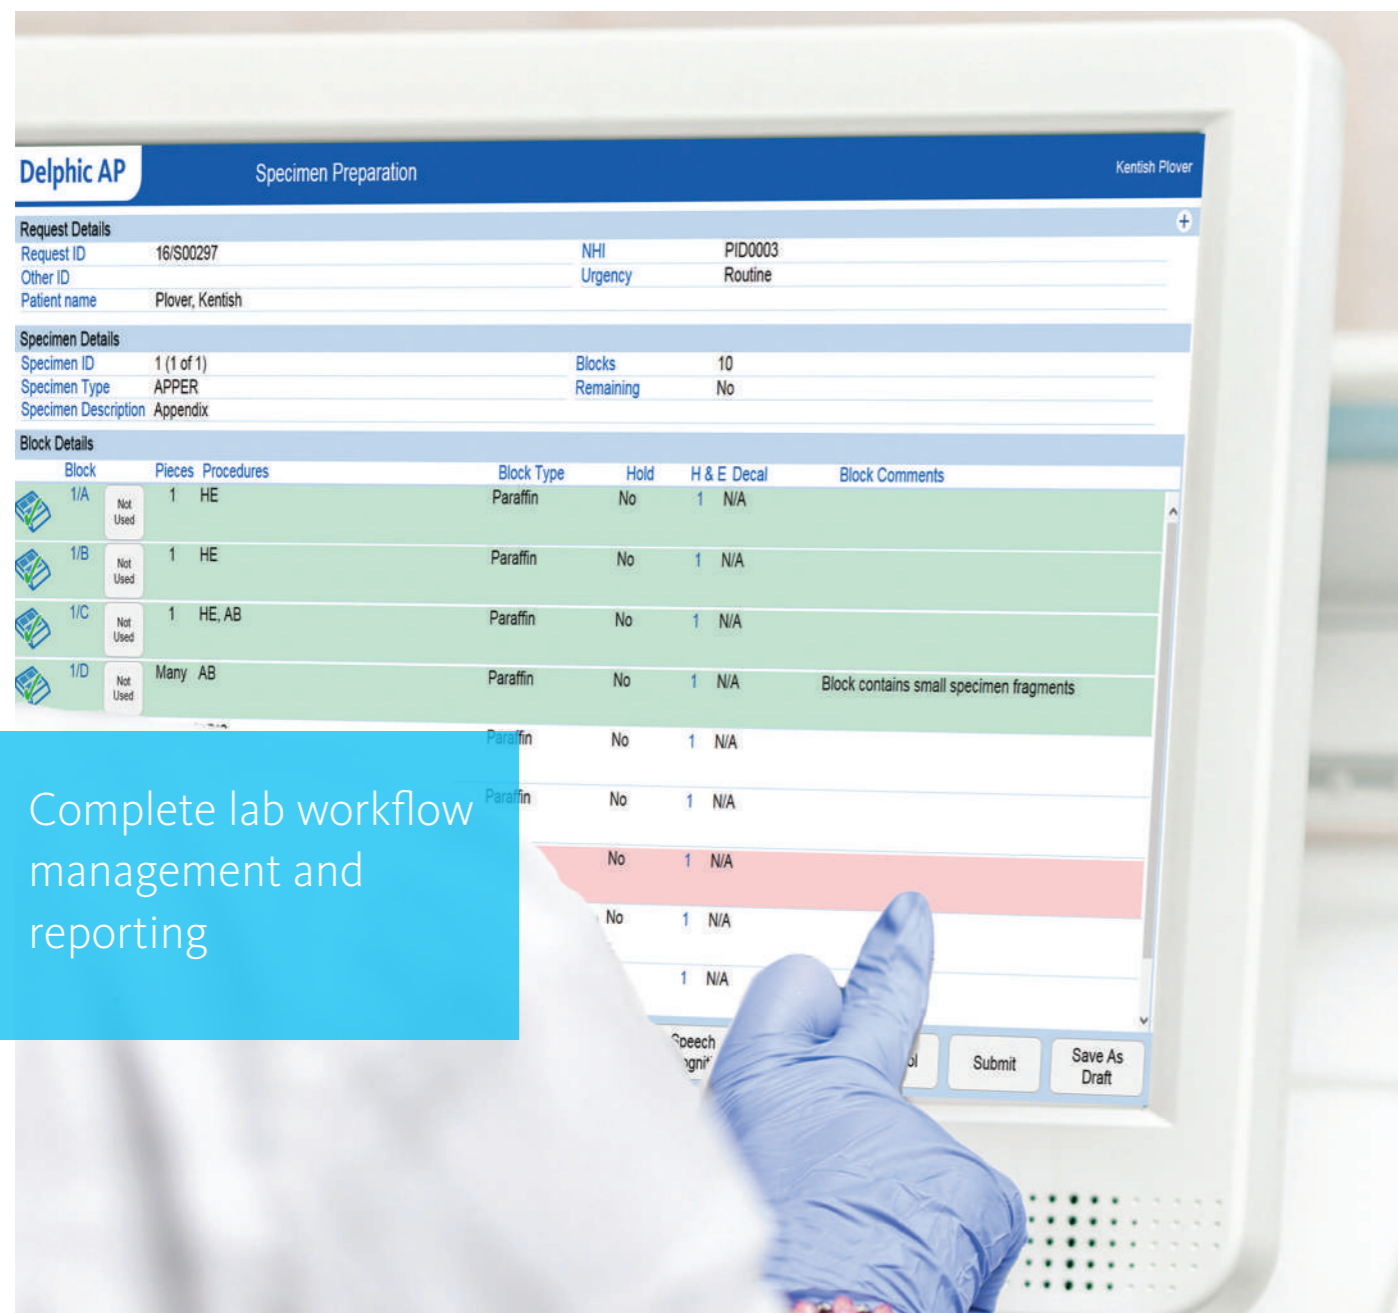 Delphic AP Specimen Preparation Kentish Plover
Request Details
Request ID 16/S00297 NHI PID0003
Other ID Urgency Routine
Patient name Plover, Kentish
Specimen Details
Specimen ID 1 (1 of 1) Blocks 10
Specimen Type APPER Remaining No
Specimen Description Appendix
Block Details
Block Pieces Procedures Block Type Hold H & E Decal Block Comments
1/A Not Used 1 HE Paraffin No 1 N/A
1/B Not Used 1 HE Paraffin No 1 N/A
1/C Not Used 1 HE, AB Paraffin No 1 N/A
1/D Not Used Many AB Paraffin No 1 N/A Block contains small specimen fragments
Paraffin No 1 N/A
Paraffin No 1 N/A
No 1 N/A
No 1 N/A
1 N/A
Speech Submit Save As Draft
Complete lab workflow
management and
reporting